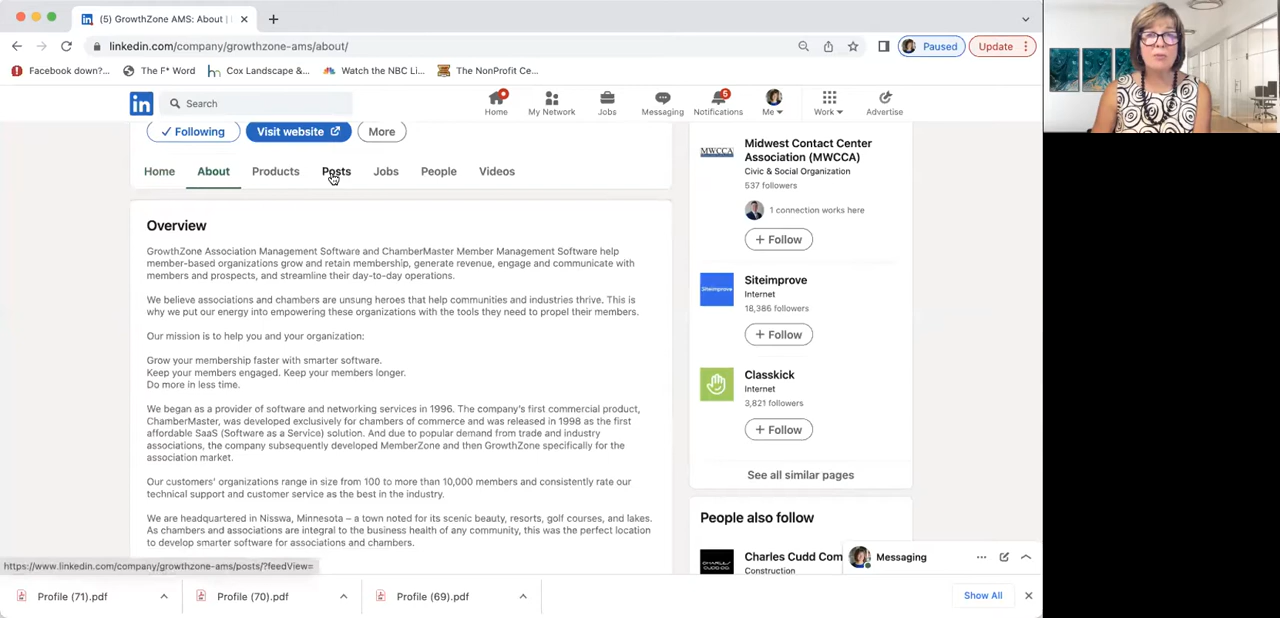 (5) GrowthZone AMS: About |
linkedin.com/company/growthzone-ams/about/
Paused
Update
Facebook down?...
The F* Word
Cox Landscape &...
Watch the NBC Li...
The NonProfit Ce...
in
Search
Home
My Network
Jobs
Messaging
6
Notifications
Me
Work
Advertise
Following
Visit website
More
Home
About
Products
Posts
Jobs
People
Videos
Overview
GrowthZone Association Management Software and ChamberMaster Member Management Software help
member-based organizations grow and retain membership, generate revenue, engage and communicate with
members and prospects, and streamline their day-to-day operations.
We believe associations and chambers are unsung heroes that help communities and industries thrive. This is
why we put our energy into empowering these organizations with the tools they need to propel their members.
Our mission is to help you and your organization:
Grow your membership faster with smarter software.
Keep your members engaged. Keep your members longer.
Do more in less time.
We began as a provider of software and networking services in 1996. The company's first commercial product,
ChamberMaster, was developed exclusively for chambers of commerce and was released in 1998 as the first
affordable SaaS (Software as a Service) solution. And due to popular demand from trade and industry
associations, the company subsequently developed MemberZone and then GrowthZone specifically for the
association market.
Our customers' organizations range in size from 100 to more than 10,000 members and consistently rate our
technical support and customer service as the best in the industry.
We are headquartered in Nisswa, Minnesota – a town noted for its scenic beauty, resorts, golf courses, and lakes.
As chambers and associations are integral to the business health of any community, this was the perfect location
to develop smarter software for associations and chambers.
MWCCA
Midwest Contact Center
Association (MWCCA)
Civic & Social Organization
537 followers
1 connection works here
+ Follow
Siteimprove
Siteimprove
Internet
18,386 followers
+ Follow
Classkick
Internet
3,821 followers
+ Follow
See all similar pages
People also follow
Charles Cudd Com
Construction
Messaging
https://www.linkedin.com/company/growthzone-ams/posts/?feedView=
Profile (71).pdf
Profile (70).pdf
Profile (69).pdf
Show All